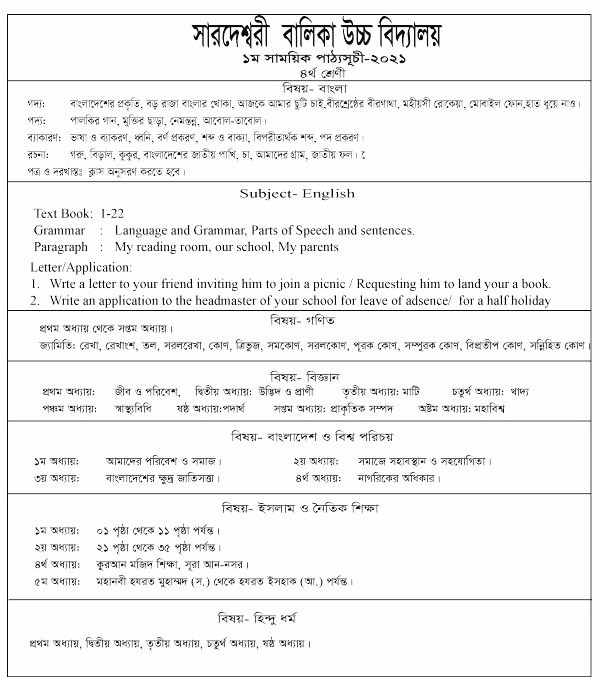 সারদেশ্বরী বালিকা উচ্চ বিদ্যালয়
১ম সাময়িক পাঠ্যসূচী-২০২১
৪র্থ শ্রেণী
বিষয়- বাংলা
গদ্য: বাংলাদেশের প্রকৃতি, বড় রাজা বাংলার খোকা, আজকে আমার ছুটি চাই,বীরশ্রেষ্ঠের বীরগাথা, মহীয়সী রোকেয়া, মোবাইল ফোন,হাত ধুয়ে নাও।
পদ্য: পালকির গান, মুক্তির ছাড়া, নেমন্তন্ন, আবোল-তাবোল।
ব্যাকারণ: ভাষা ও ব্যাকরণ, ধ্বনি, বর্ণ প্রকরণ, শব্দ ও বাক্যা, বিপরীতার্থক শব্দ, পদ প্রকরণ।
রচনা: গরু, বিড়াল, কুকুর, বাংলাদেশের জাতীয় পাখি, চা, আমাদের গ্রাম, জাতীয় ফল।
পত্র ও দরখাস্তঃ ক্লাস অনুসরণ করতে হবে।
Subject- English
Text Book: 1-22
Grammar : Language and Grammar, Parts of Speech and sentences.
Paragraph : My reading room, our school, My parents
Letter/Application:
1. Wrte a letter to your friend inviting him to join a picnic / Requesting him to land your a book.
2. Write an application to the headmaster of your school for leave of adsence/ for a half holiday
বিষয়- গণিত
প্রথম অধ্যায় থেকে সপ্তম অধ্যায়।
জ্যামিতি: রেখা, রেখাংশ, তল, সরলরেখা, কোণ, ত্রিভুজ, সমকোণ, সরলকোণ, পূরক কোণ, সম্পুরক কোণ, বিপ্রতীপ কোণ, সন্নিহিত কোণ।
বিষয়- বিজ্ঞান
প্রথম অধ্যায়: জীব ও পরিবেশ, দ্বিতীয় অধ্যায়: উদ্ভিদ ও প্রাণী তৃতীয় অধ্যায়: মাটি চতুর্থ অধ্যায়: খাদ্য
পঞ্চম অধ্যায়: স্বাস্থ্যবিধি ষষ্ঠ অধ্যায়:পদার্থ সপ্তম অধ্যায়: প্রাকৃতিক সম্পদ অষ্টম অধ্যায়: মহাবিশ্ব
বিষয়- বাংলাদেশ ও বিশ্ব পরিচয়
১ম অধ্যায়: আমাদের পরিবেশ ও সমাজ। ২য় অধ্যায়: সমাজে সহাবস্থান ও সহযোগিতা।
৩য় অধ্যায়: বাংলাদেশের ক্ষুদ্র জাতিসত্তা। ৪র্থ অধ্যায়: নাগরিকের অধিকার।
বিষয়- ইসলাম ও নৈতিক শিক্ষা
১ম অধ্যায়: ০১ পৃষ্ঠা থেকে ১১ পৃষ্ঠা পর্যন্ত।
২য় অধ্যায়: ২১ পৃষ্ঠা থেকে ৩৫ পৃষ্ঠা পর্যন্ত।
৪র্থ অধ্যায়: কুরআন মজিদ শিক্ষা, সূরা আন-নসর।
৫ম অধ্যায়: মহানবী হযরত মুহাম্মদ (স.) থেকে হযরত ইসহাক (আ.) পর্যন্ত।
বিষয়- হিন্দু ধর্ম
প্রথম অধ্যায়, দ্বিতীয় অধ্যায়, তৃতীয় অধ্যায়, চতুর্থ অধ্যায়, ষষ্ঠ অধ্যায়।